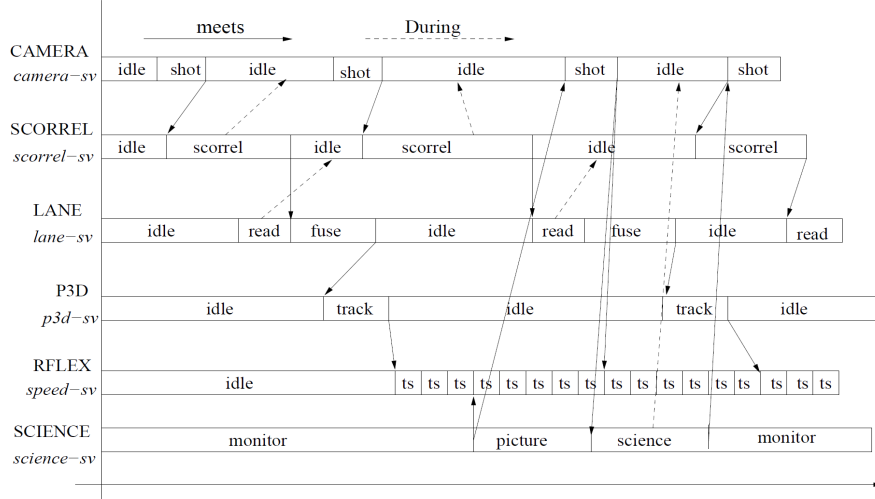 meets During
CAMERA
camera-sv
idle shot idle shot idle shot idle shot
SCORREL
scorrel-sv
idle scorrel idle scorrel idle scorrel
LANE
lane-sv
idle read fuse idle read fuse idle read
P3D
p3d-sv
idle track idle track idle
RFLEX
speed-sv
idle ts ts ts ts ts ts ts ts ts ts ts ts ts ts ts ts ts
SCIENCE
science-sv
monitor picture science monitor